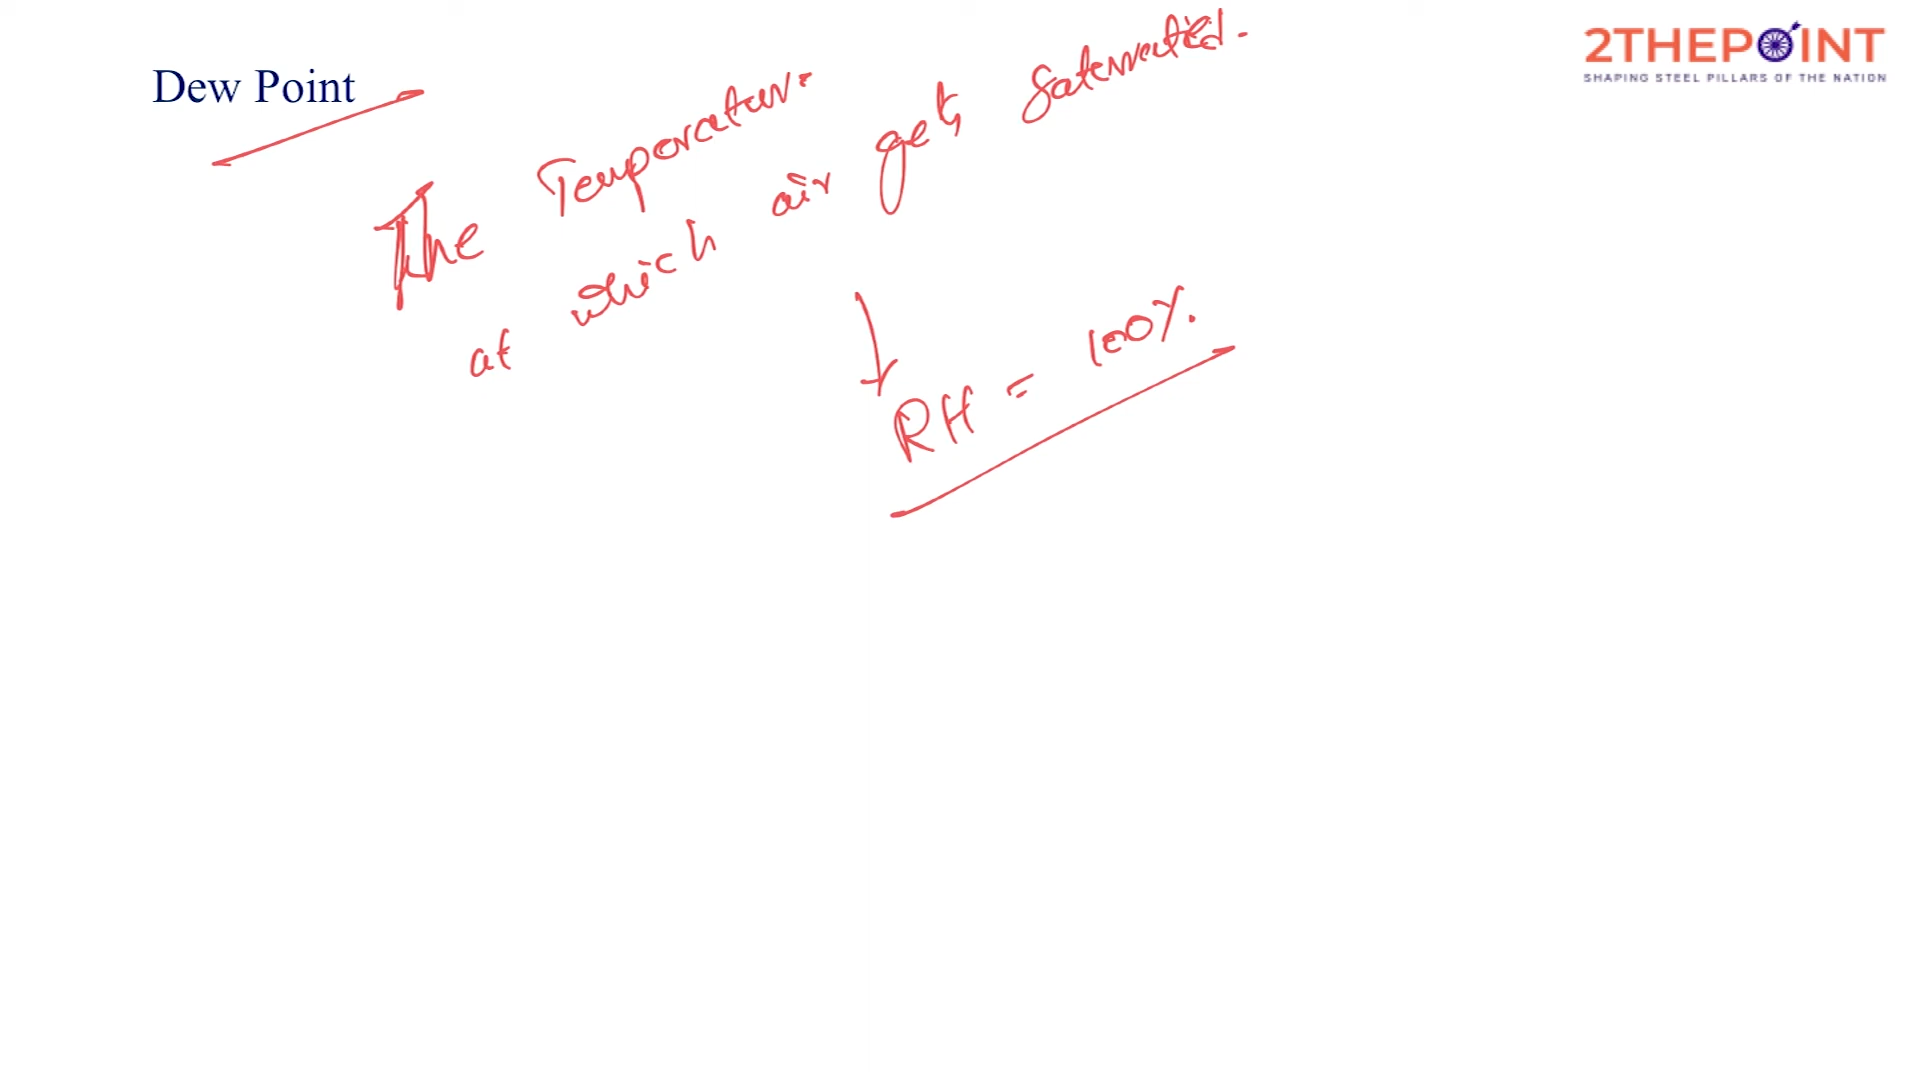 Dew Point
2THEPOINT
SHAPING STEEL PILLARS OF THE NATION
The Temperature
at which air gets saturated.
RH = 100%.